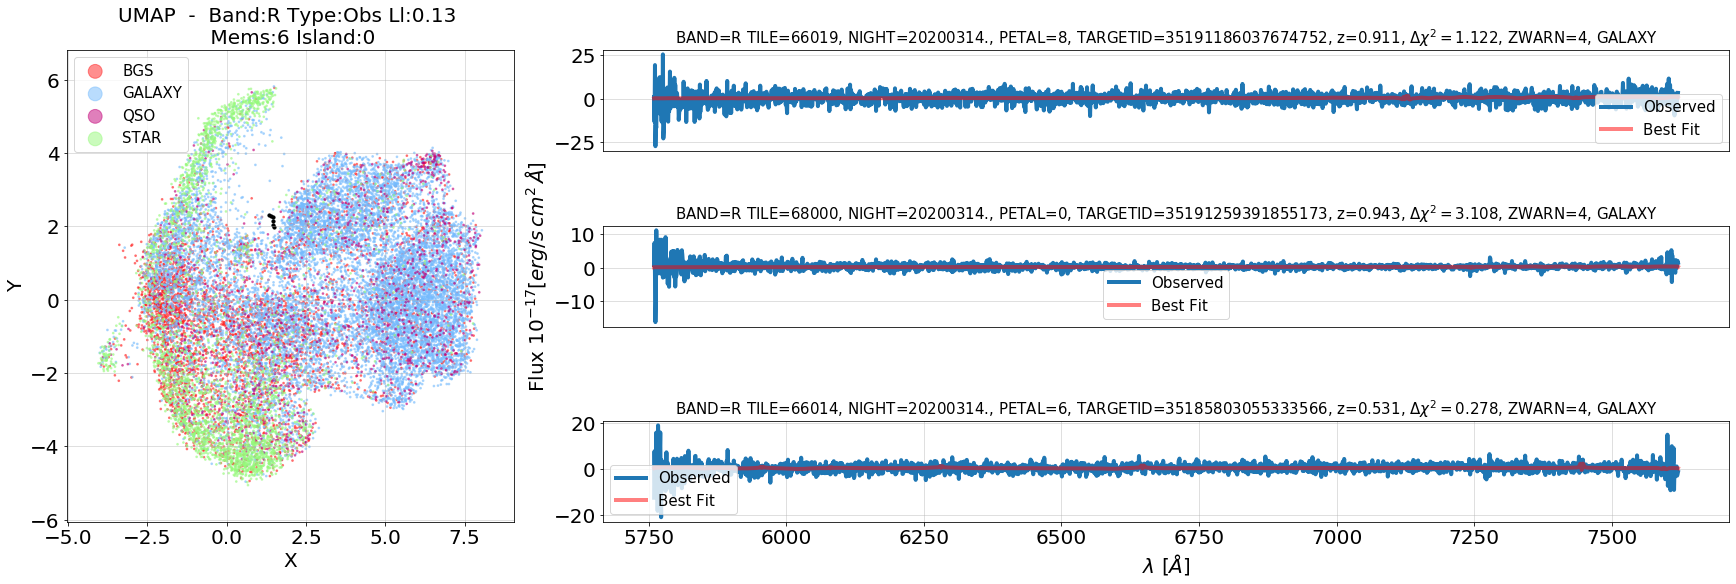 UMAP - Band:R Type:Obs Ll:0.13
Mems:6 Island:0
BGS
GALAXY
QSO
STAR
6
4
2
0
−2
−4
−6
−5.0 −2.5 0.0 2.5 5.0 7.5
X
Y
BAND=R TILE=66019, NIGHT=20200314., PETAL=8, TARGETID=35191186037674752, z=0.911, Δχ² = 1.122, ZWARN=4, GALAXY
25
0
−25
Observed
Best Fit
Flux 10⁻¹⁷[erg/s cm² Å]
BAND=R TILE=68000, NIGHT=20200314., PETAL=0, TARGETID=35191259391855173, z=0.943, Δχ² = 3.108, ZWARN=4, GALAXY
10
0
−10
Observed
Best Fit
BAND=R TILE=66014, NIGHT=20200314., PETAL=6, TARGETID=35185803055333566, z=0.531, Δχ² = 0.278, ZWARN=4, GALAXY
20
0
−20
Observed
Best Fit
5750 6000 6250 6500 6750 7000 7250 7500
λ [Å]